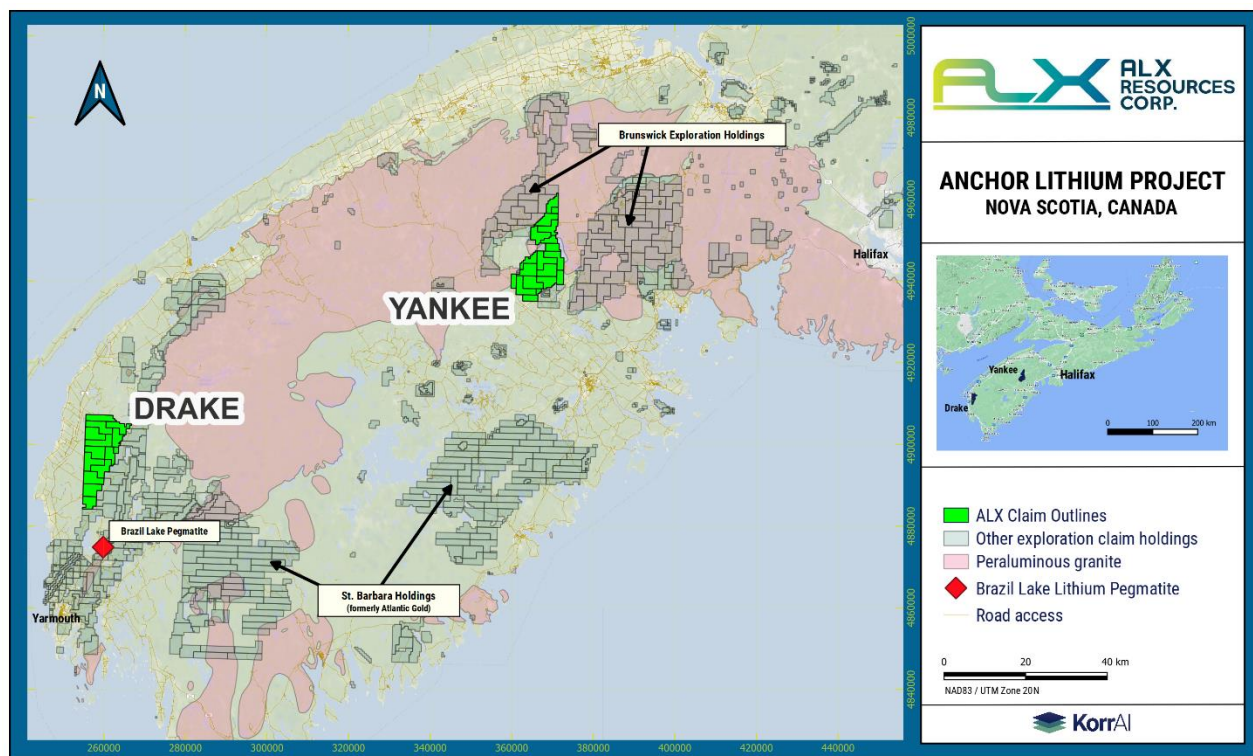 N
Brunswick Exploration Holdings
Halifax
YANKEE
DRAKE
Brazil Lake Pegmatite
St. Barbara Holdings
(formerly Atlantic Gold)
Yarmouth
5000000
4980000
4960000
4940000
4920000
4900000
4880000
4860000
4840000
260000 280000 300000 320000 340000 360000 380000 400000 420000 440000
ALX
ALX
RESOURCES
CORP.
ANCHOR LITHIUM PROJECT
NOVA SCOTIA, CANADA
Yankee
Halifax
Drake
0 100 200 km
ALX Claim Outlines
Other exploration claim holdings
Peraluminous granite
Brazil Lake Lithium Pegmatite
Road access
0 20 40 km
NAD83 / UTM Zone 20N
KorrAI